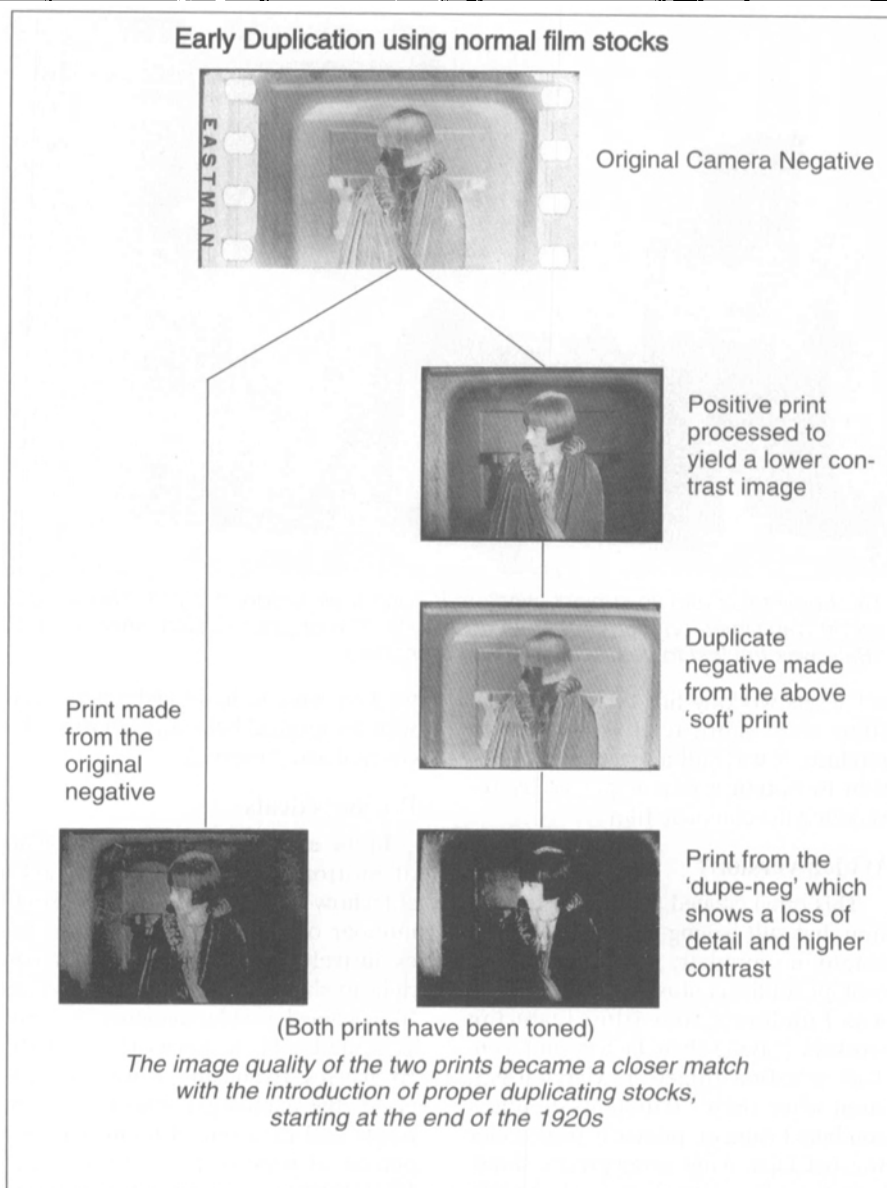 Early Duplication using normal film stocks
EASTMAN
Original Camera Negative
Positive print
processed to
yield a lower con-
trast image
Duplicate
negative made
from the above
'soft' print
Print made
from the
original
negative
Print from the
'dupe-neg' which
shows a loss of
detail and higher
contrast
(Both prints have been toned)
The image quality of the two prints became a closer match
with the introduction of proper duplicating stocks,
starting at the end of the 1920s